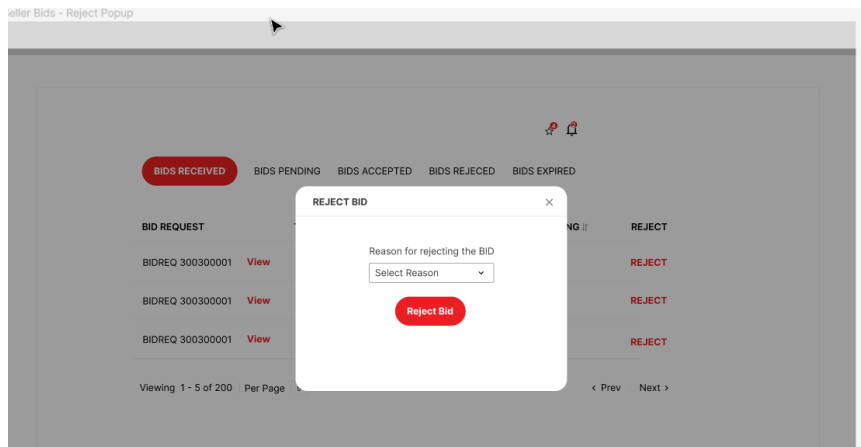 Seller Bids - Reject Popup
BIDS RECEIVED BIDS PENDING BIDS ACCEPTED BIDS REJECED BIDS EXPIRED
REJECT BID
BID REQUEST REJECT
Reason for rejecting the BID
BIDREQ 300300001 View REJECT
Select Reason
BIDREQ 300300001 View REJECT
Reject Bid
BIDREQ 300300001 View REJECT
Viewing 1 - 5 of 200 Per Page < Prev Next >